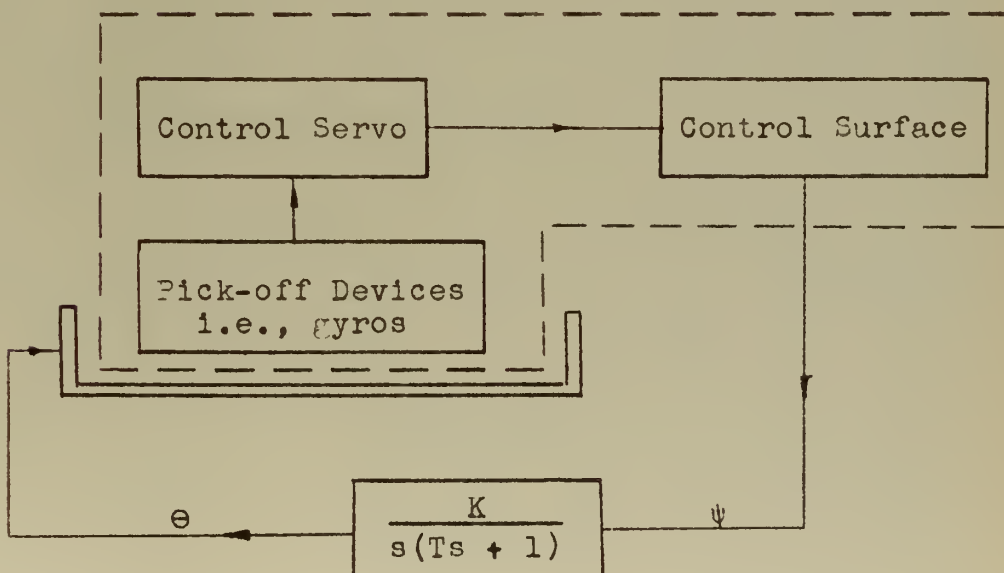 Control Servo
Control Surface
Pick-off Devices
i.e., gyros
K
s(Ts + 1)
θ
ψ